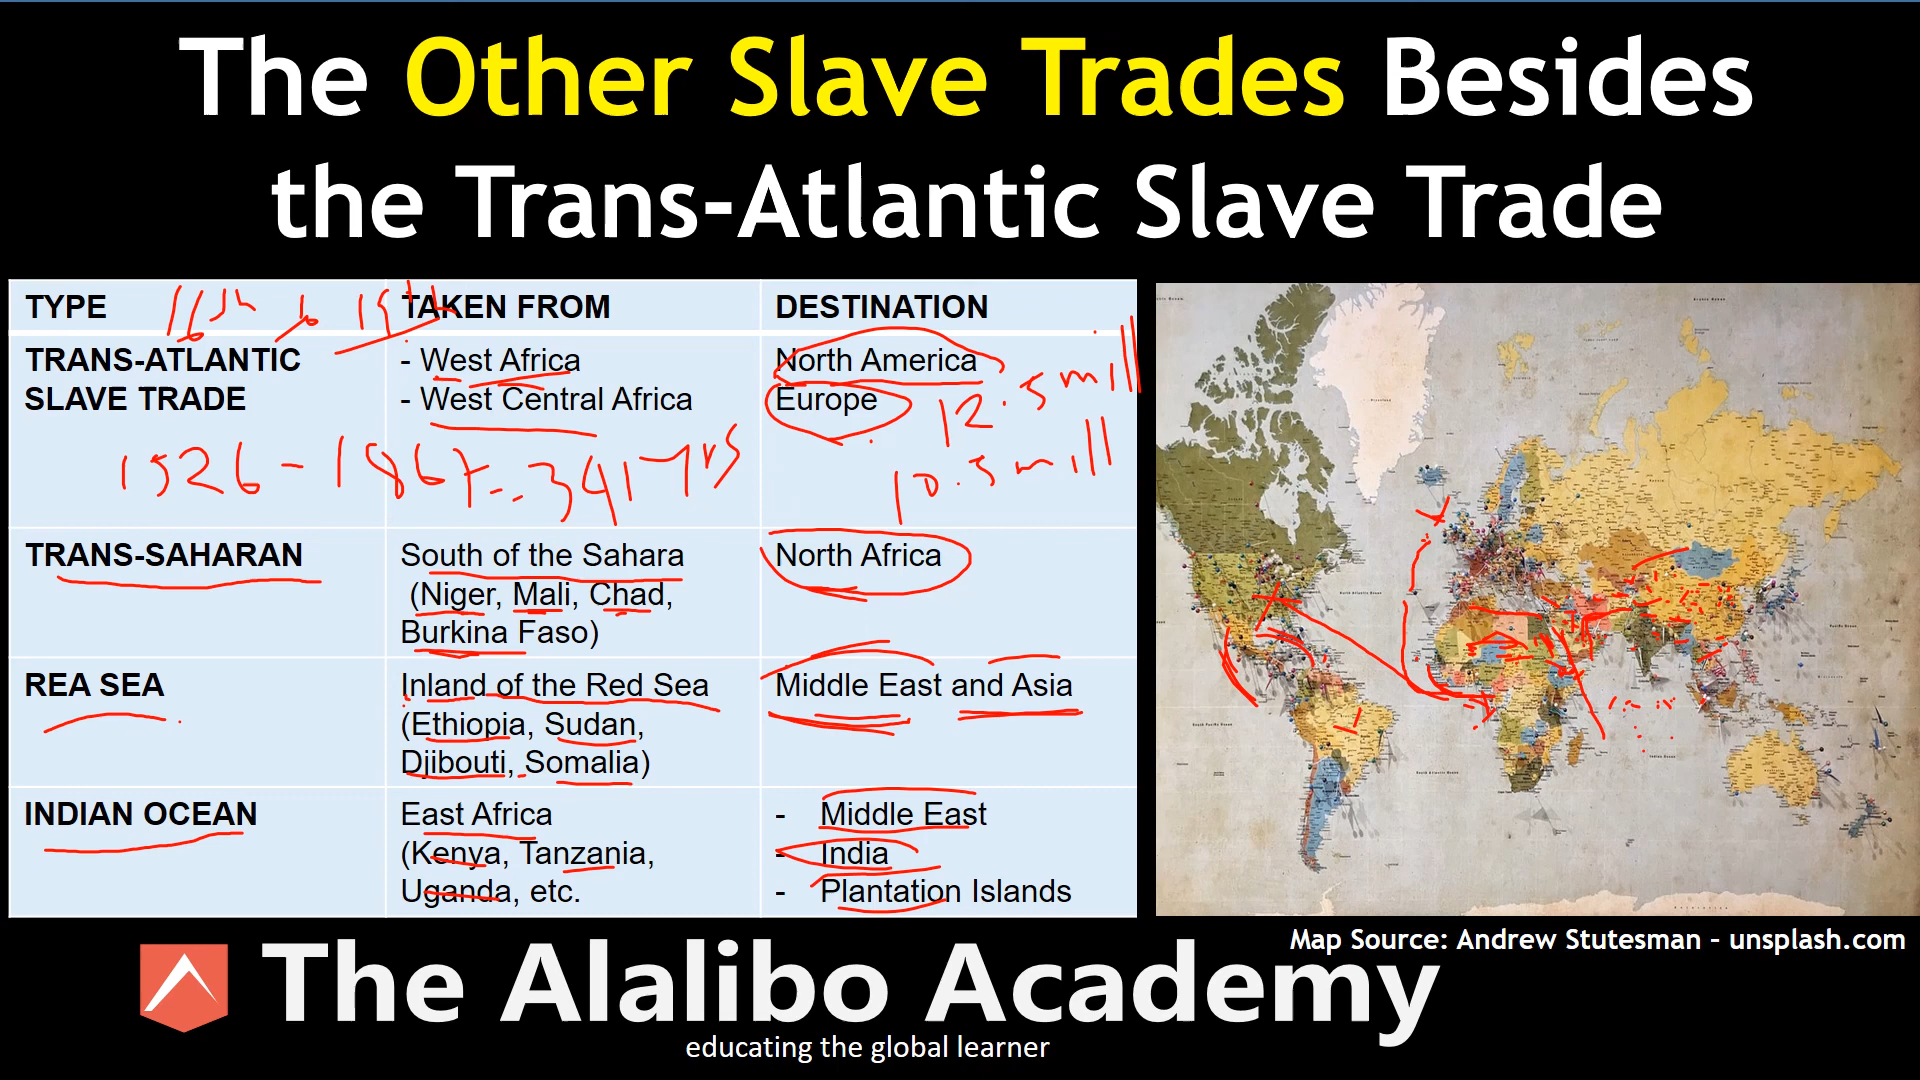 The Other Slave Trades Besides
the Trans-Atlantic Slave Trade
TYPE 16th to 19th TAKEN FROM DESTINATION
TRANS-ATLANTIC
SLAVE TRADE
1526 - 1867 = 341 yrs
- West Africa
- West Central Africa
North America
Europe
12.5 mill
10.5 mill
TRANS-SAHARAN
South of the Sahara
(Niger, Mali, Chad,
Burkina Faso)
North Africa
REA SEA
Inland of the Red Sea
(Ethiopia, Sudan,
Djibouti, Somalia)
Middle East and Asia
INDIAN OCEAN
East Africa
(Kenya, Tanzania,
Uganda, etc.
- Middle East
- India
- Plantation Islands
Map Source: Andrew Stutesman - unsplash.com
The Alalibo Academy
educating the global learner